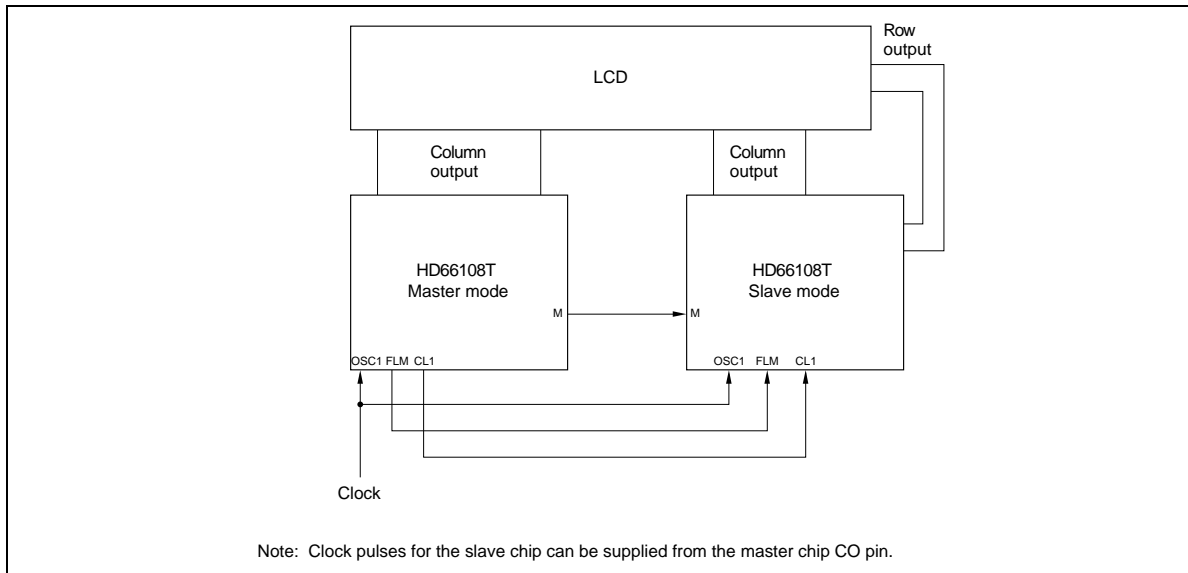 Row
output
LCD
Column
output
Column
output
HD66108T
Master mode
HD66108T
Slave mode
M
M
OSC1 FLM CL1
OSC1 FLM CL1
Clock
Note: Clock pulses for the slave chip can be supplied from the master chip CO pin.